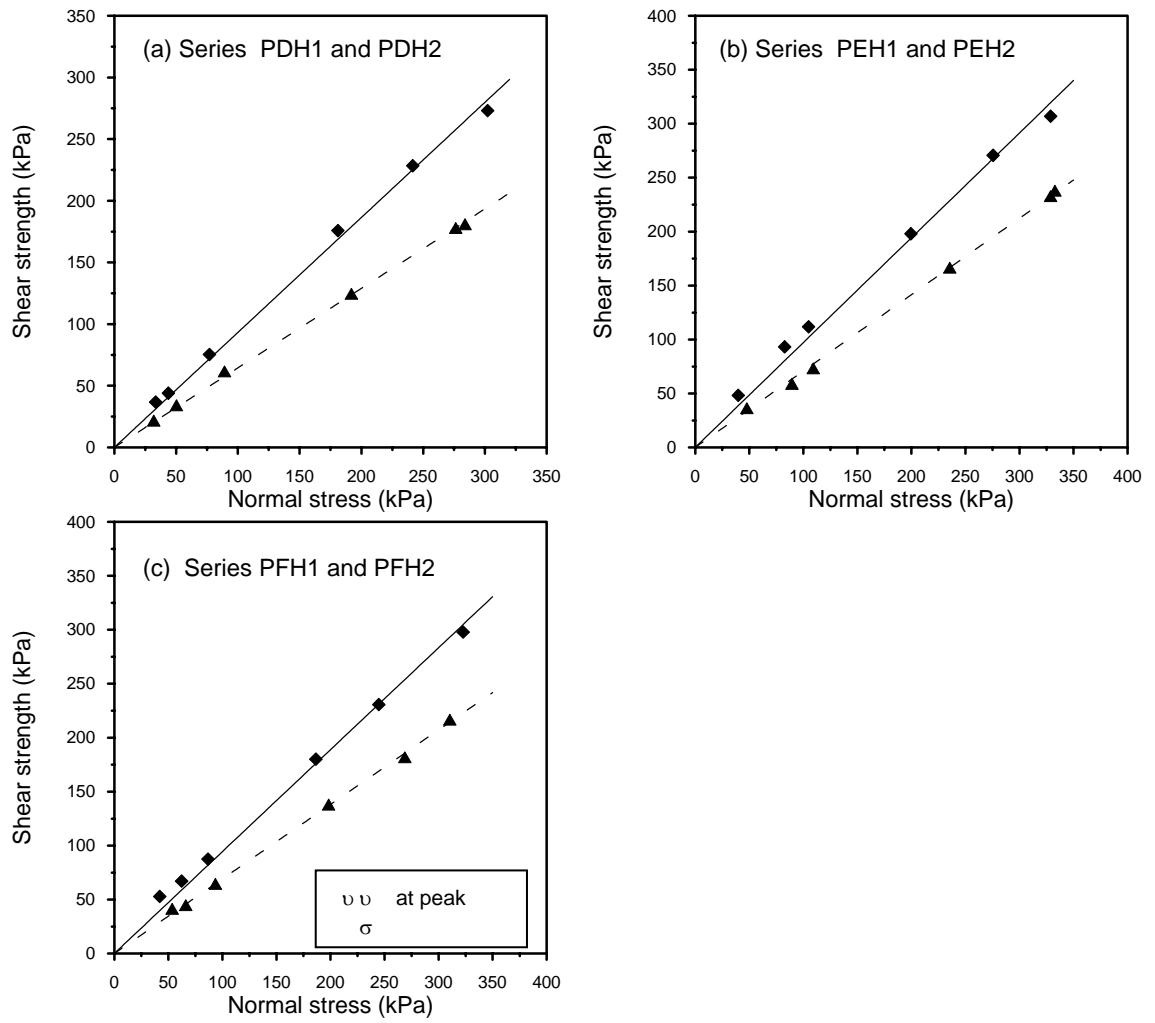 (a) Series PDH1 and PDH2
Shear strength (kPa)
350
300
250
200
150
100
50
0
0 50 100 150 200 250 300 350
Normal stress (kPa)
(b) Series PEH1 and PEH2
Shear strength (kPa)
400
350
300
250
200
150
100
50
0
0 50 100 150 200 250 300 350 400
Normal stress (kPa)
(c) Series PFH1 and PFH2
Shear strength (kPa)
400
350
300
250
200
150
100
50
0
0 50 100 150 200 250 300 350 400
Normal stress (kPa)
υ υ at peak
σ